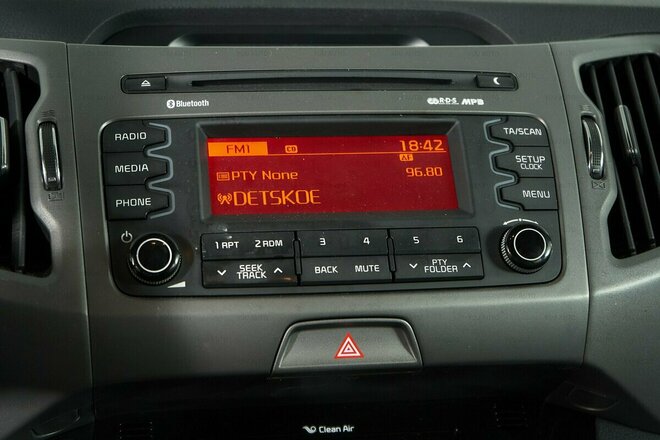 Bluetooth
RDS MP3
RADIO
MEDIA
PHONE
FM1 CD 18:42
AF
PTY None 96.80
DETSKOE
TA/SCAN
SETUP
CLOCK
MENU
1 RPT 2 RDM 3 4 5 6
SEEK
TRACK
BACK MUTE
PTY
FOLDER
Clean Air